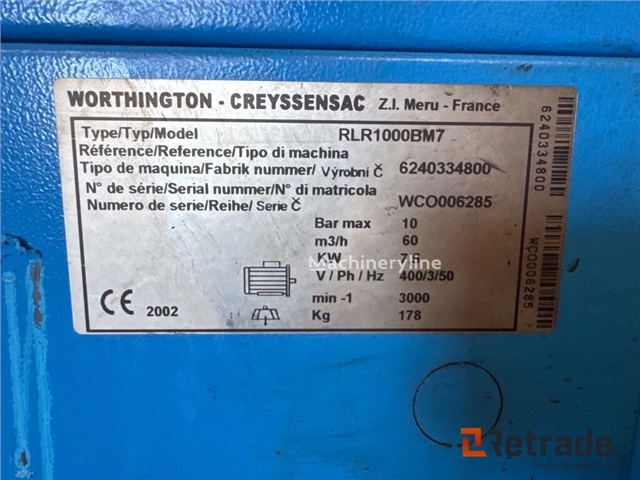 WORTHINGTON - CREYSSENSAC Z.I. Meru - France
Type/Typ/Model RLR1000BM7
Référence/Reference/Tipo di machina
Tipo de maquina/Fabrik nummer/ Výrobní č 6240334800
N° de série/Serial nummer/N° di matricola
Numero de serie/Reihe/ Serie Č WCO006285
Bar max 10
m3/h 60
KW 7,5
V / Ph / Hz 400/3/50
min -1 3000
Kg 178
CE 2002
6240334800
WCO006285
Machineryline
Retrade